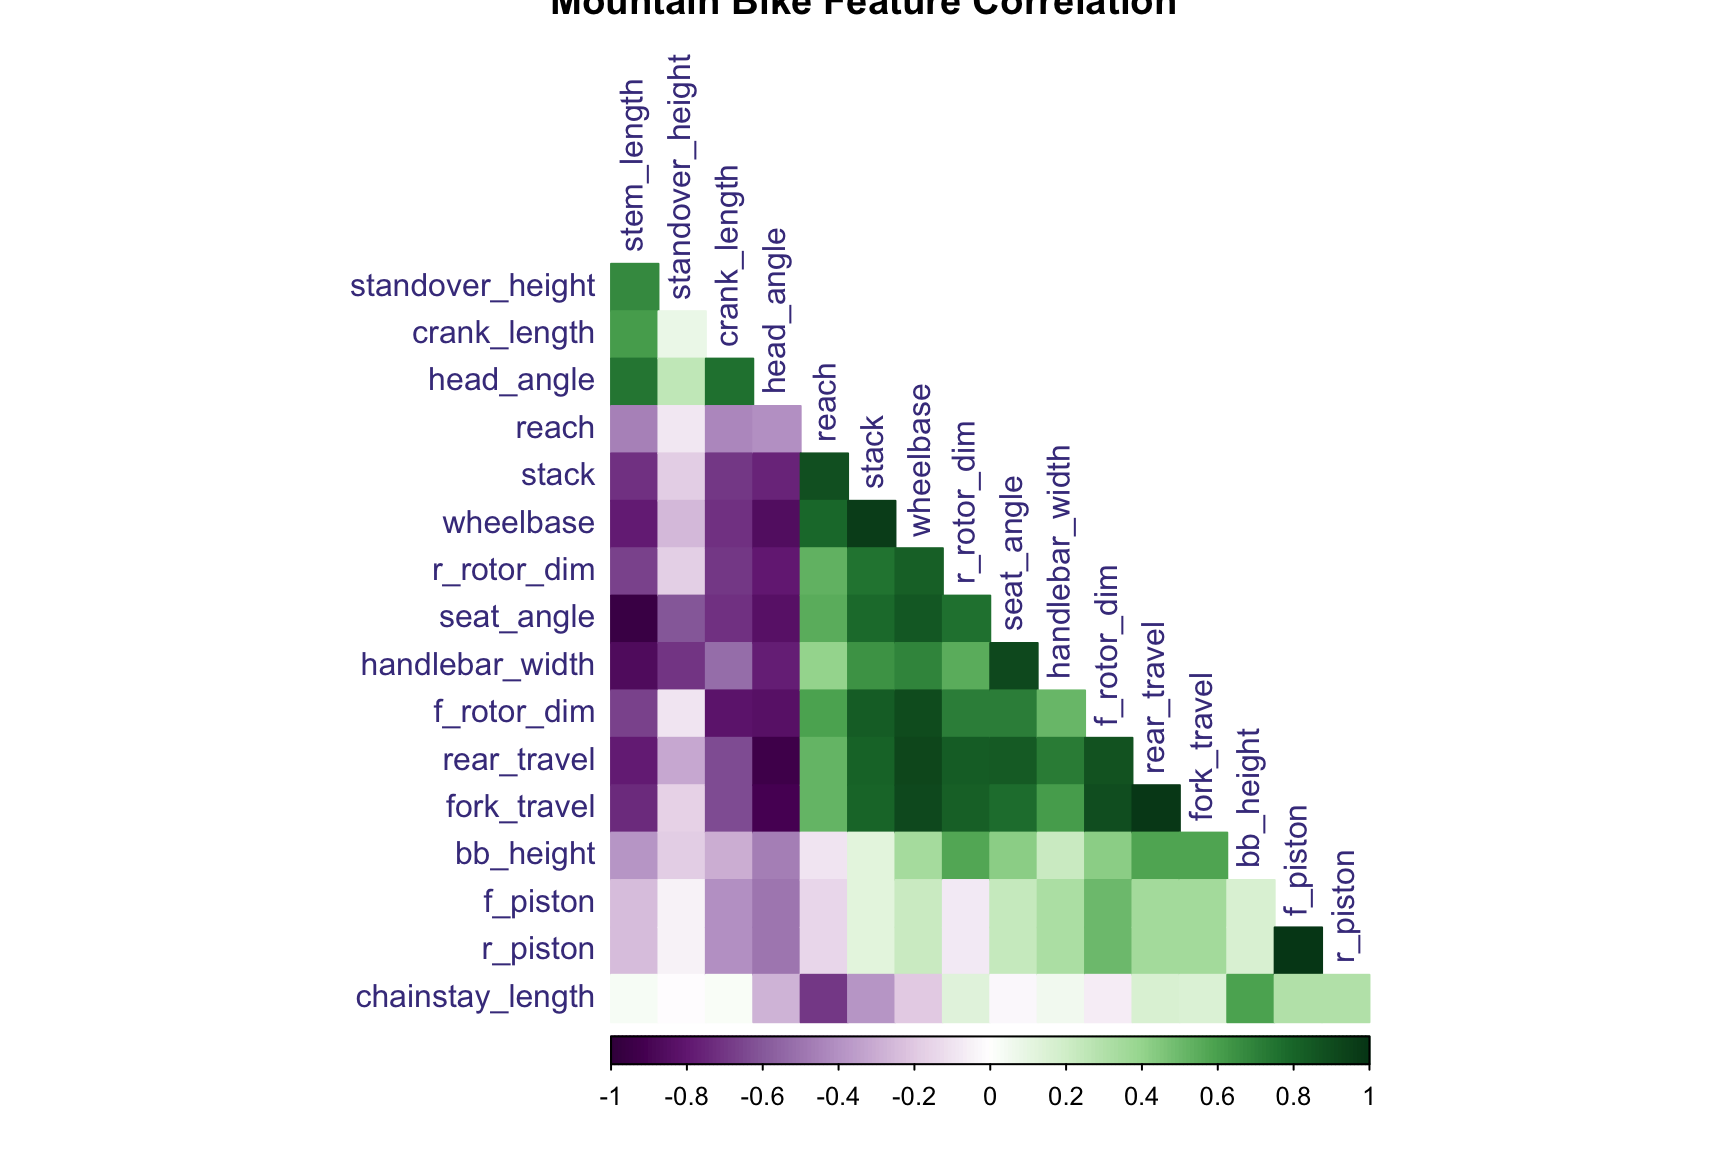 Mountain Bike Feature Correlation
stem_length
standover_height
crank_length
head_angle
reach
stack
wheelbase
r_rotor_dim
seat_angle
handlebar_width
f_rotor_dim
rear_travel
fork_travel
bb_height
f_piston
r_piston
standover_height
crank_length
head_angle
reach
stack
wheelbase
r_rotor_dim
seat_angle
handlebar_width
f_rotor_dim
rear_travel
fork_travel
bb_height
f_piston
r_piston
chainstay_length
-1 -0.8 -0.6 -0.4 -0.2 0 0.2 0.4 0.6 0.8 1